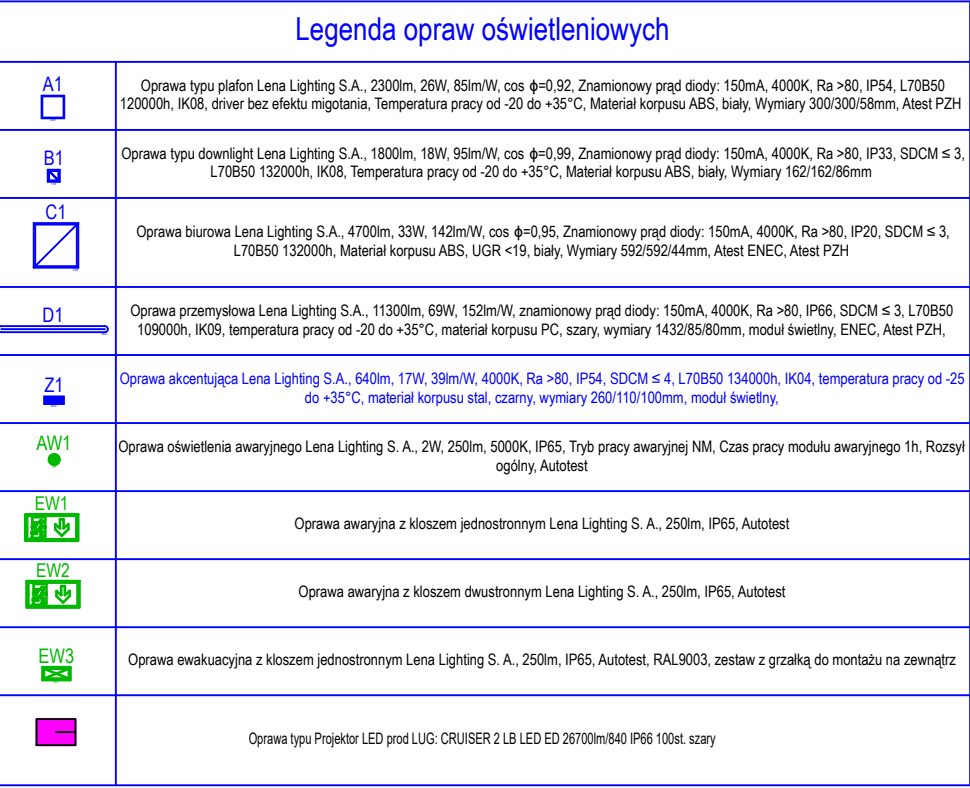 Legenda opraw oświetleniowych
A1
Oprawa typu plafon Lena Lighting S.A., 2300lm, 26W, 85lm/W, cos ϕ=0,92, Znamionowy prąd diody: 150mA, 4000K, Ra >80, IP54, L70B50
120000h, IK08, driver bez efektu migotania, Temperatura pracy od -20 do +35°C, Materiał korpusu ABS, biały, Wymiary 300/300/58mm, Atest PZH
B1
Oprawa typu downlight Lena Lighting S.A., 1800lm, 18W, 95lm/W, cos ϕ=0,99, Znamionowy prąd diody: 150mA, 4000K, Ra >80, IP33, SDCM ≤ 3,
L70B50 132000h, IK08, Temperatura pracy od -20 do +35°C, Materiał korpusu ABS, biały, Wymiary 162/162/86mm
C1
Oprawa biurowa Lena Lighting S.A., 4700lm, 33W, 142lm/W, cos ϕ=0,95, Znamionowy prąd diody: 150mA, 4000K, Ra >80, IP20, SDCM ≤ 3,
L70B50 132000h, Materiał korpusu ABS, UGR <19, biały, Wymiary 592/592/44mm, Atest ENEC, Atest PZH
D1
Oprawa przemysłowa Lena Lighting S.A., 11300lm, 69W, 152lm/W, znamionowy prąd diody: 150mA, 4000K, Ra >80, IP66, SDCM ≤ 3, L70B50
109000h, IK09, temperatura pracy od -20 do +35°C, materiał korpusu PC, szary, wymiary 1432/85/80mm, moduł świetlny, ENEC, Atest PZH,
Z1
Oprawa akcentująca Lena Lighting S.A., 640lm, 17W, 39lm/W, 4000K, Ra >80, IP54, SDCM ≤ 4, L70B50 134000h, IK04, temperatura pracy od -25
do +35°C, materiał korpusu stal, czarny, wymiary 260/110/100mm, moduł świetlny,
AW1
Oprawa oświetlenia awaryjnego Lena Lighting S. A., 2W, 250lm, 5000K, IP65, Tryb pracy awaryjnej NM, Czas pracy modułu awaryjnego 1h, Rozsył
ogólny, Autotest
EW1
Oprawa awaryjna z kloszem jednostronnym Lena Lighting S. A., 250lm, IP65, Autotest
EW2
Oprawa awaryjna z kloszem dwustronnym Lena Lighting S. A., 250lm, IP65, Autotest
EW3
Oprawa ewakuacyjna z kloszem jednostronnym Lena Lighting S. A., 250lm, IP65, Autotest, RAL9003, zestaw z grzałką do montażu na zewnątrz
Oprawa typu Projektor LED prod LUG: CRUISER 2 LB LED ED 26700lm/840 IP66 100st. szary